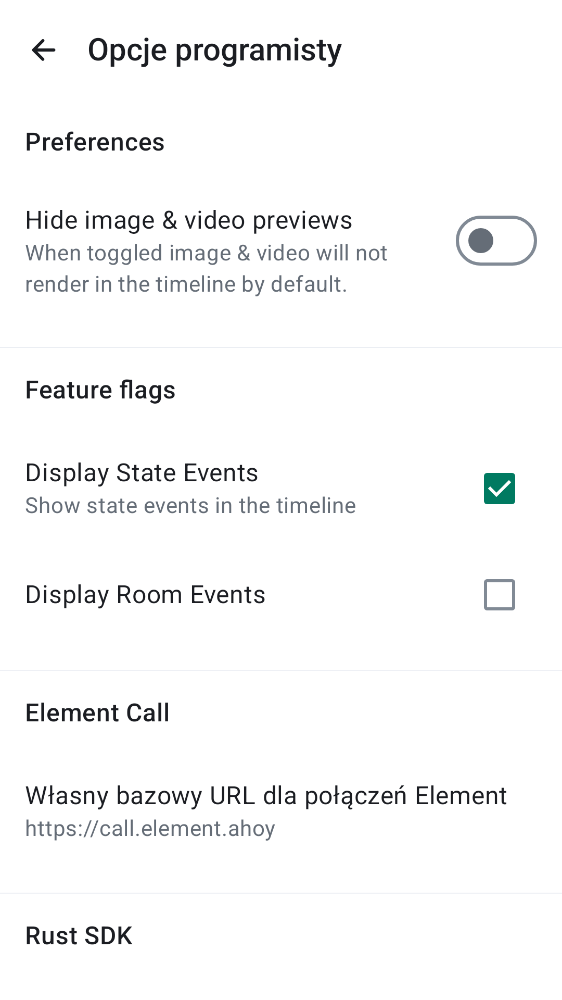 Opcje programisty
Preferences
Hide image & video previews
When toggled image & video will not
render in the timeline by default.
Feature flags
Display State Events
Show state events in the timeline
Display Room Events
Element Call
Własny bazowy URL dla połączeń Element
https://call.element.ahoy
Rust SDK